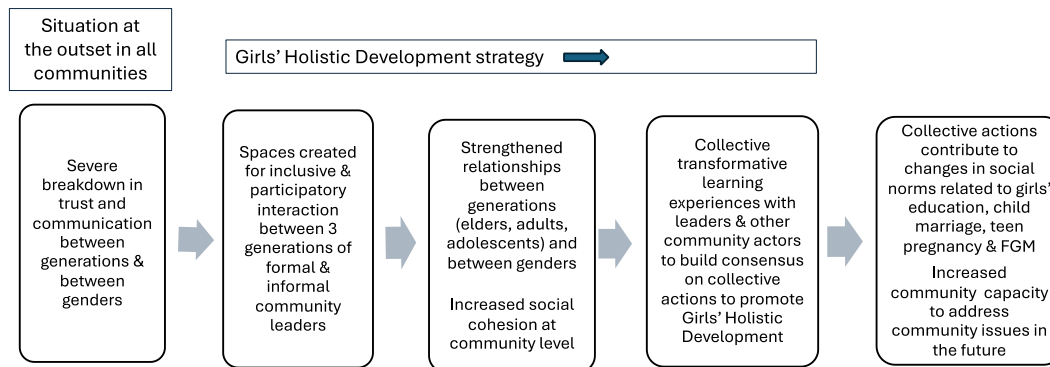 Situation at
the outset in all
communities
Girls’ Holistic Development strategy
Severe
breakdown in
trust and
communication
between
generations &
between
genders
Spaces created
for inclusive &
participatory
interaction
between 3
generations of
formal &
informal
community
leaders
Strengthened
relationships
between
generations
(elders, adults,
adolescents) and
between genders
Increased social
cohesion at
community level
Collective
transformative
learning
experiences with
leaders & other
community actors
to build consensus
on collective
actions to promote
Girls’ Holistic
Development
Collective actions
contribute to
changes in social
norms related to girls’
education, child
marriage, teen
pregnancy & FGM
Increased
community capacity
to address
community issues in
the future